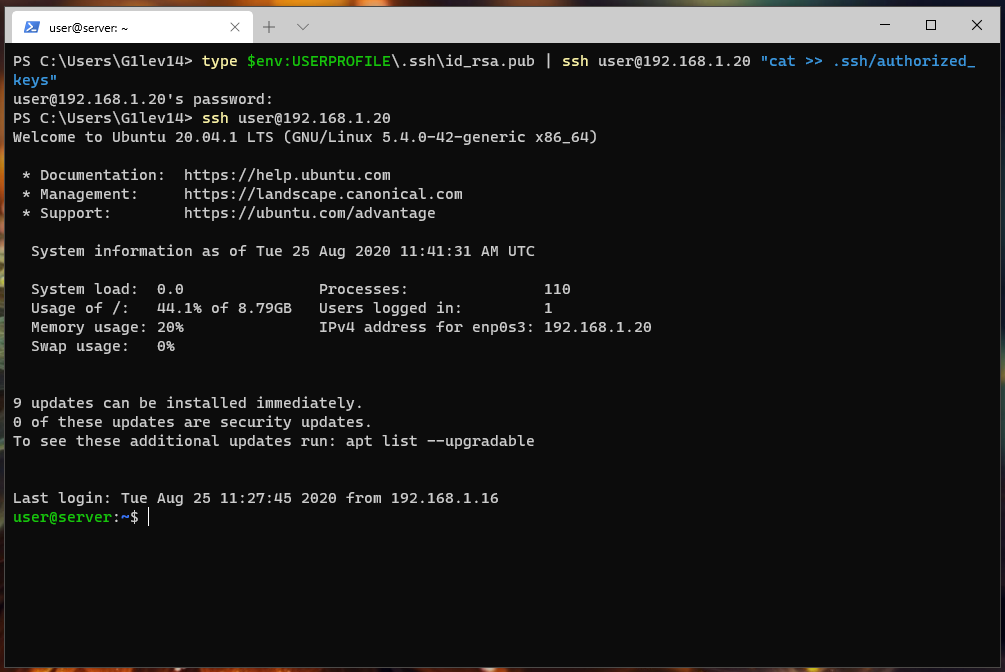 user@server: ~
PS C:\Users\G1lev14> type $env:USERPROFILE\.ssh\id_rsa.pub | ssh user@192.168.1.20 "cat >> .ssh/authorized_
keys"
user@192.168.1.20's password:
PS C:\Users\G1lev14> ssh user@192.168.1.20
Welcome to Ubuntu 20.04.1 LTS (GNU/Linux 5.4.0-42-generic x86_64)
* Documentation:  https://help.ubuntu.com
* Management:     https://landscape.canonical.com
* Support:        https://ubuntu.com/advantage
System information as of Tue 25 Aug 2020 11:41:31 AM UTC
System load:  0.0               Processes:               110
Usage of /:   44.1% of 8.79GB   Users logged in:         1
Memory usage: 20%               IPv4 address for enp0s3: 192.168.1.20
Swap usage:   0%
9 updates can be installed immediately.
0 of these updates are security updates.
To see these additional updates run: apt list --upgradable
Last login: Tue Aug 25 11:27:45 2020 from 192.168.1.16
user@server:~$